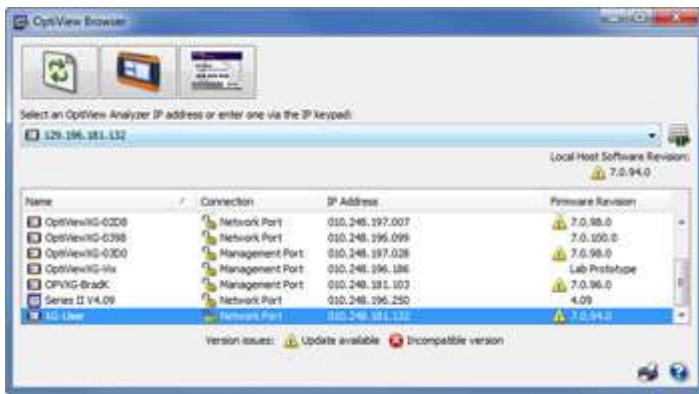 OptiView Browser
Select an OptiView Analyzer IP address or enter one via the IP keypad:
129.196.181.132
Local Host Software Revision:
7.0.94.0
Name Connection IP Address Firmware Revision
OptiViewXG-02D8 Network Port 010.248.197.007 7.0.98.0
OptiViewXG-0398 Network Port 010.248.196.099 7.0.100.0
OptiViewXG-03D0 Management Port 010.248.197.028 7.0.98.0
OptiViewXG-Vix Management Port 010.248.196.186 Lab Prototype
OPVXG-BradK Management Port 010.248.181.103 7.0.96.0
Series II V4.09 Network Port 010.248.196.250 4.09
XG-User Network Port 010.248.181.132 7.0.94.0
Version issues: Update available Incompatible version